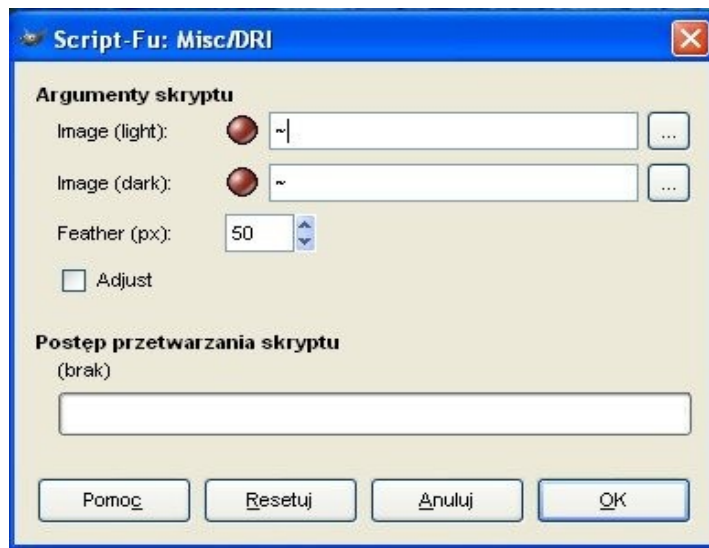 Script-Fu: Misc/DRI
Argumenty skryptu
Image (light): ~
...
Image (dark): ~
...
Feather (px): 50
Adjust
Postęp przetwarzania skryptu
(brak)
Pomoc Resetuj Anuluj OK